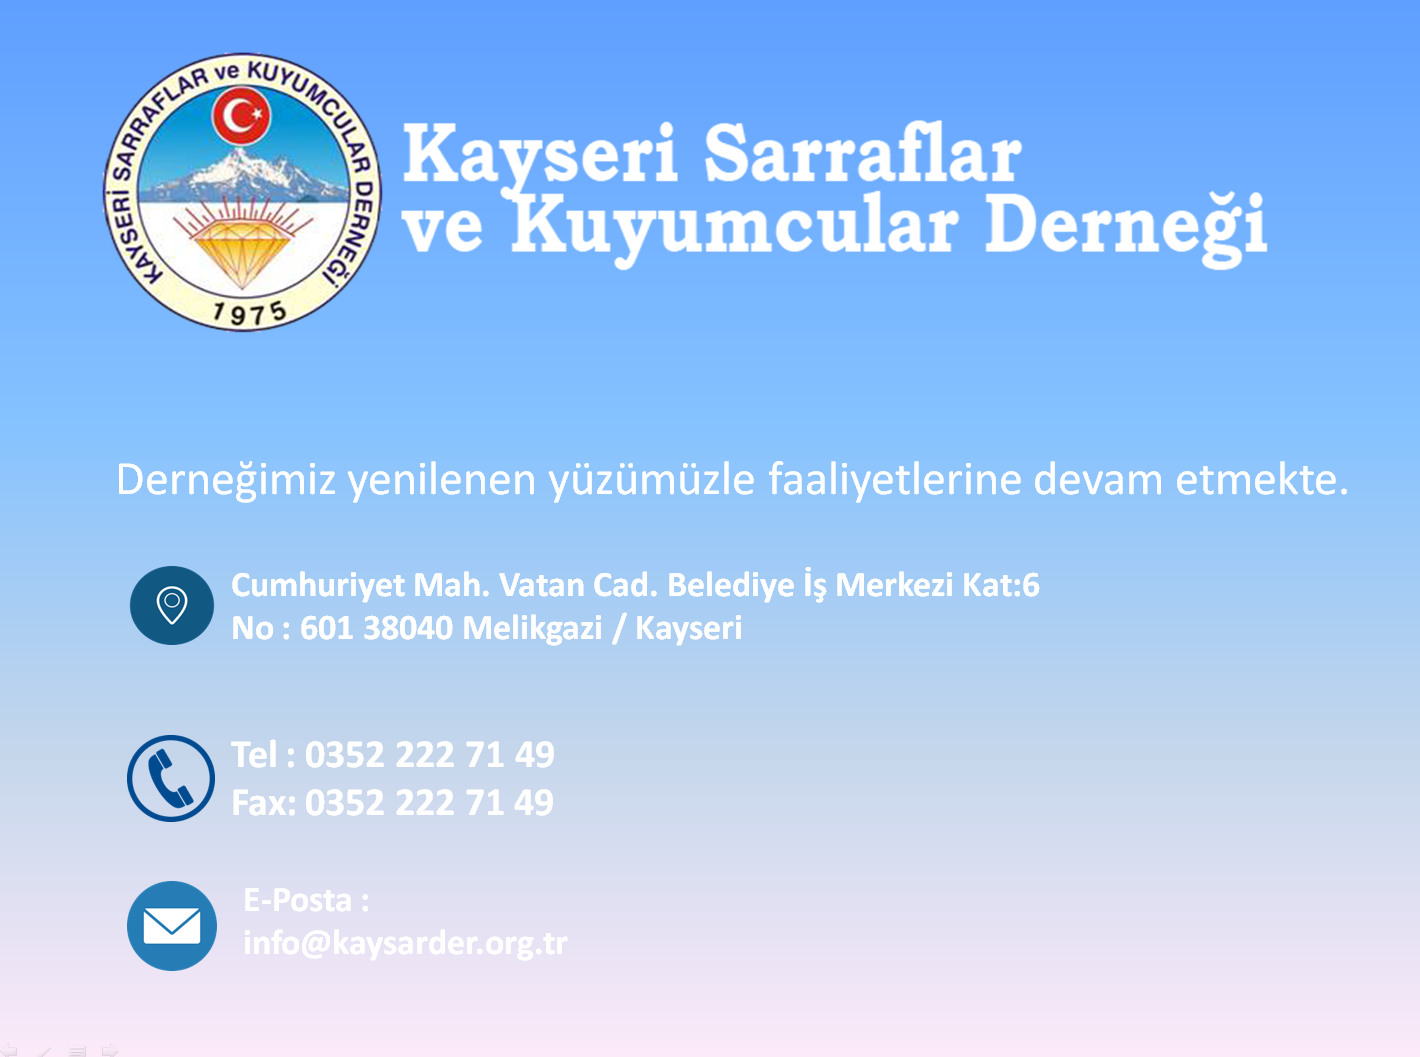 KAYSERİ SARRAFLAR ve KUYUMCULAR DERNEĞİ
1975
Kayseri Sarraflar
ve Kuyumcular Derneği
Derneğimiz yenilenen yüzümüzle faaliyetlerine devam etmekte.
Cumhuriyet Mah. Vatan Cad. Belediye İş Merkezi Kat:6
No : 601 38040 Melikgazi / Kayseri
Tel : 0352 222 71 49
Fax: 0352 222 71 49
E-Posta :
info@kaysarder.org.tr